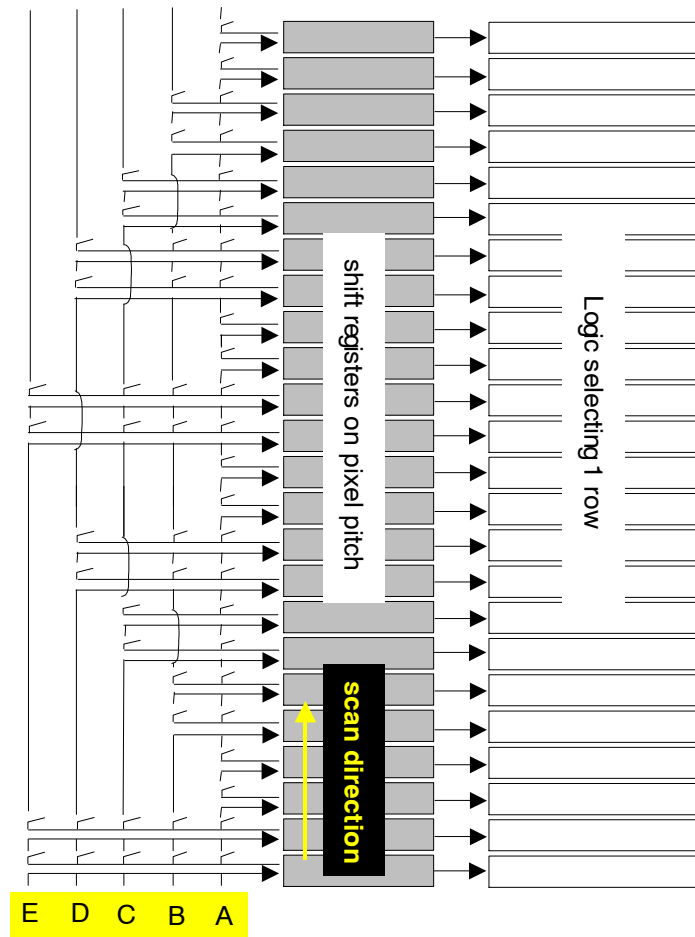 shift registers on pixel pitch
Logic selecting 1 row
scan direction
E D C B A